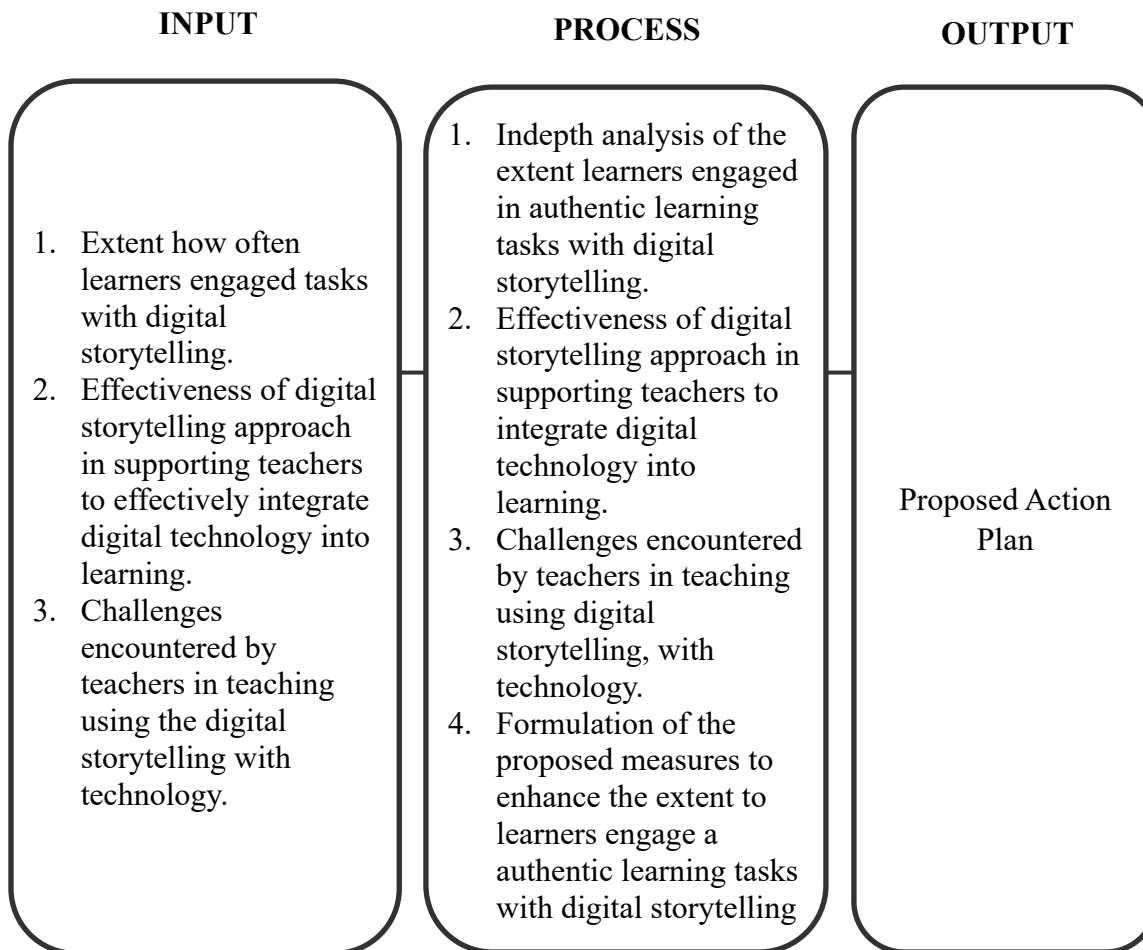 INPUT
PROCESS
OUTPUT
1. Extent how often
learners engaged tasks
with digital
storytelling.
2. Effectiveness of digital
storytelling approach
in supporting teachers
to effectively integrate
digital technology into
learning.
3. Challenges
encountered by
teachers in teaching
using the digital
storytelling with
technology.
1. Indepth analysis of the
extent learners engaged
in authentic learning
tasks with digital
storytelling.
2. Effectiveness of digital
storytelling approach in
supporting teachers to
integrate digital
technology into
learning.
3. Challenges encountered
by teachers in teaching
using digital
storytelling, with
technology.
4. Formulation of the
proposed measures to
enhance the extent to
learners engage a
authentic learning tasks
with digital storytelling
Proposed Action
Plan